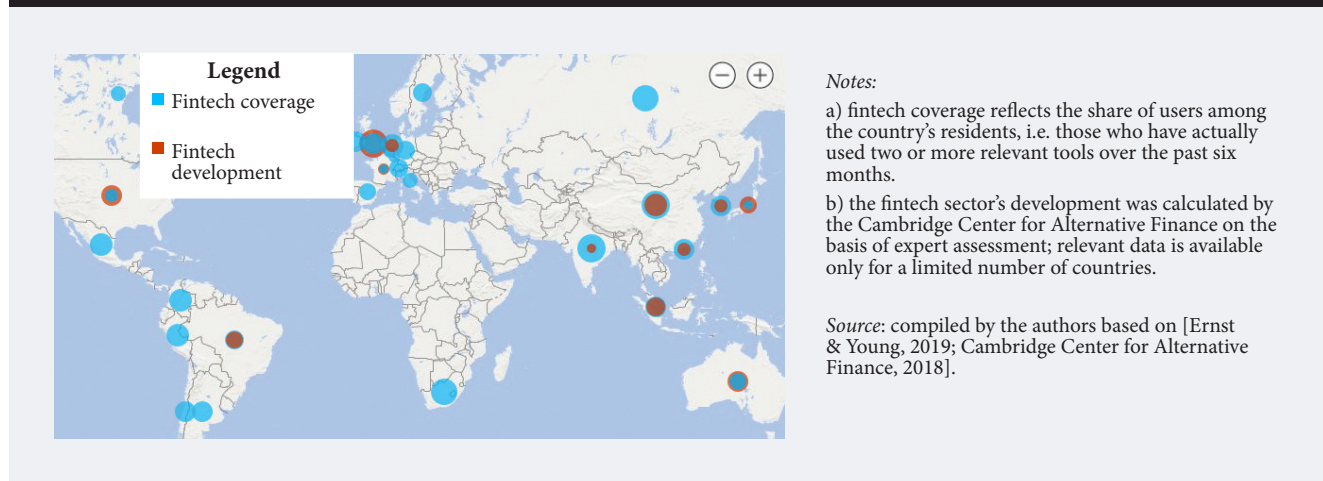 Legend
Fintech coverage
Fintech
development
Notes:
a) fintech coverage reflects the share of users among
the country’s residents, i.e. those who have actually
used two or more relevant tools over the past six
months.
b) the fintech sector’s development was calculated by
the Cambridge Center for Alternative Finance on the
basis of expert assessment; relevant data is available
only for a limited number of countries.
Source: compiled by the authors based on [Ernst
& Young, 2019; Cambridge Center for Alternative
Finance, 2018].